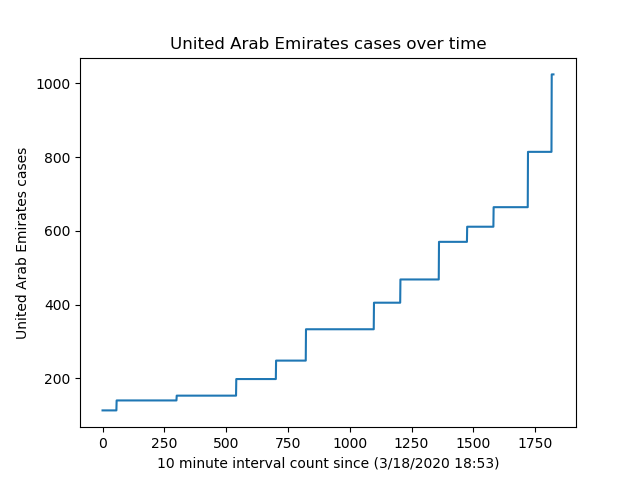 United Arab Emirates cases over time
United Arab Emirates cases
1000
800
600
400
200
0 250 500 750 1000 1250 1500 1750
10 minute interval count since (3/18/2020 18:53)